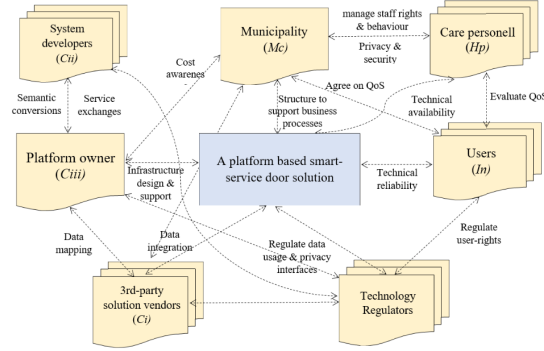 System
developers
(Cii)
Municipality
(Mc)
manage staff rights
& behaviour
Privacy &
security
Care personell
(Hp)
Cost
awarenes-
Semantic
conversions
Service
exchanges
Structure to
support business
processes
Agree on QoS
Technical
availability
Evaluate QoS
Platform owner
(Ciii)
Infrastructure
design &
support
A platform based smart-
service door solution
Technical
reliability
Users
(In)
Data
mapping
Data
integration
Regulate data
usage & privacy
interfaces
Regulate
user-rights
3rd-party
solution vendors
(Ci)
Technology
Regulators